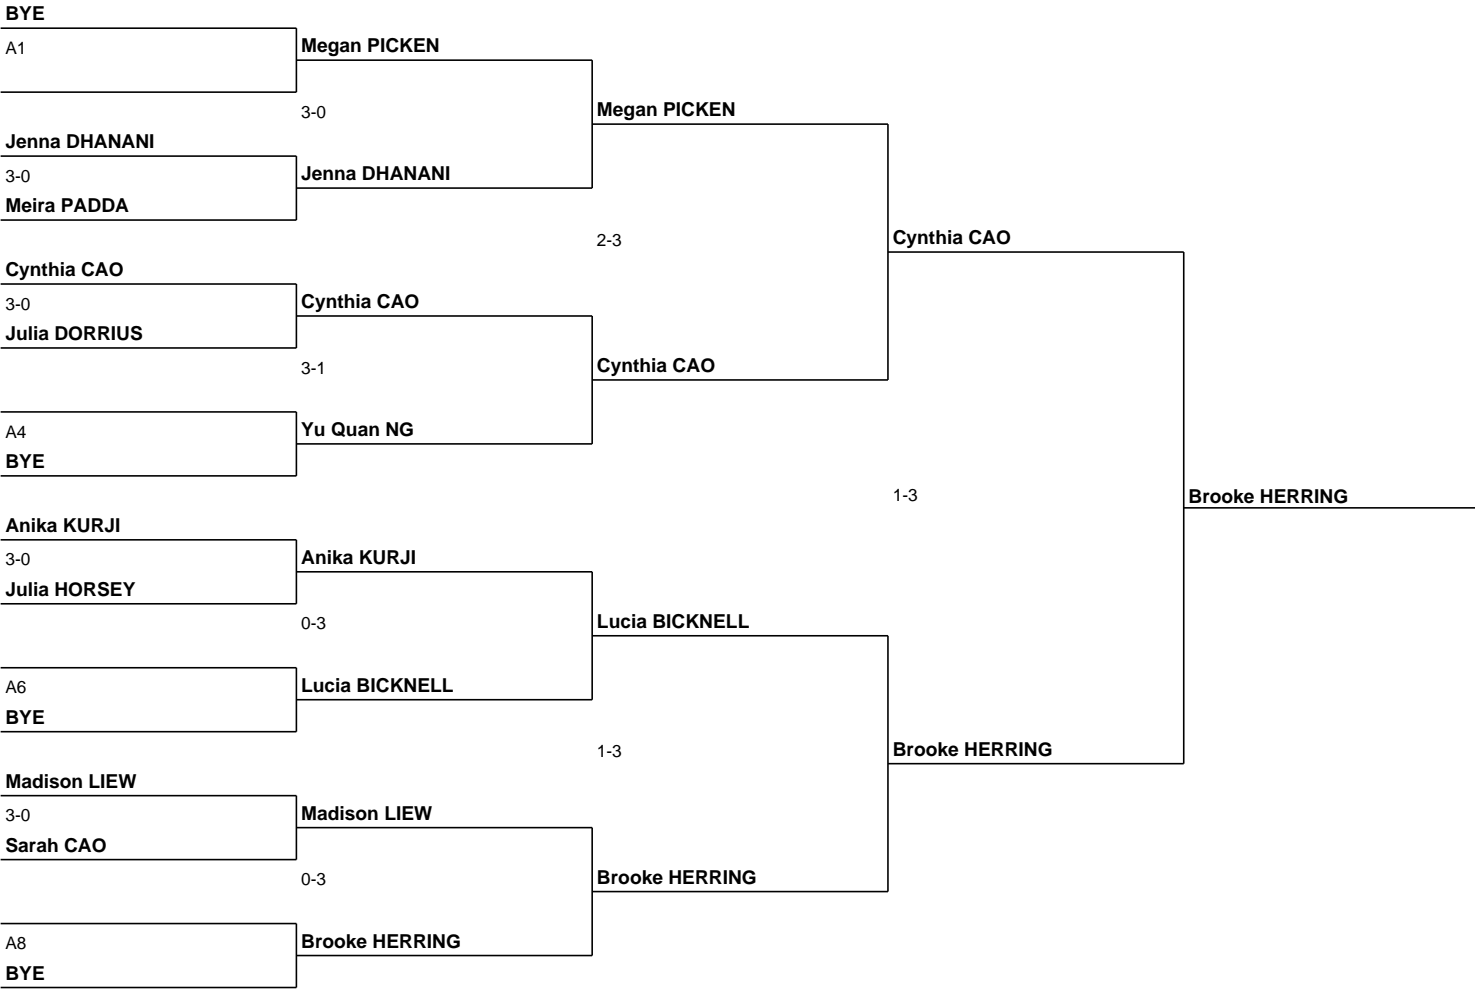 BYE
A1
Megan PICKEN
3-0
Megan PICKEN
Jenna DHANANI
3-0
Jenna DHANANI
Meira PADDA
2-3
Cynthia CAO
Cynthia CAO
3-0
Cynthia CAO
Julia DORRIUS
3-1
Cynthia CAO
A4
Yu Quan NG
BYE
1-3
Brooke HERRING
Anika KURJI
3-0
Anika KURJI
Julia HORSEY
0-3
Lucia BICKNELL
A6
Lucia BICKNELL
BYE
1-3
Brooke HERRING
Madison LIEW
3-0
Madison LIEW
Sarah CAO
0-3
Brooke HERRING
A8
Brooke HERRING
BYE